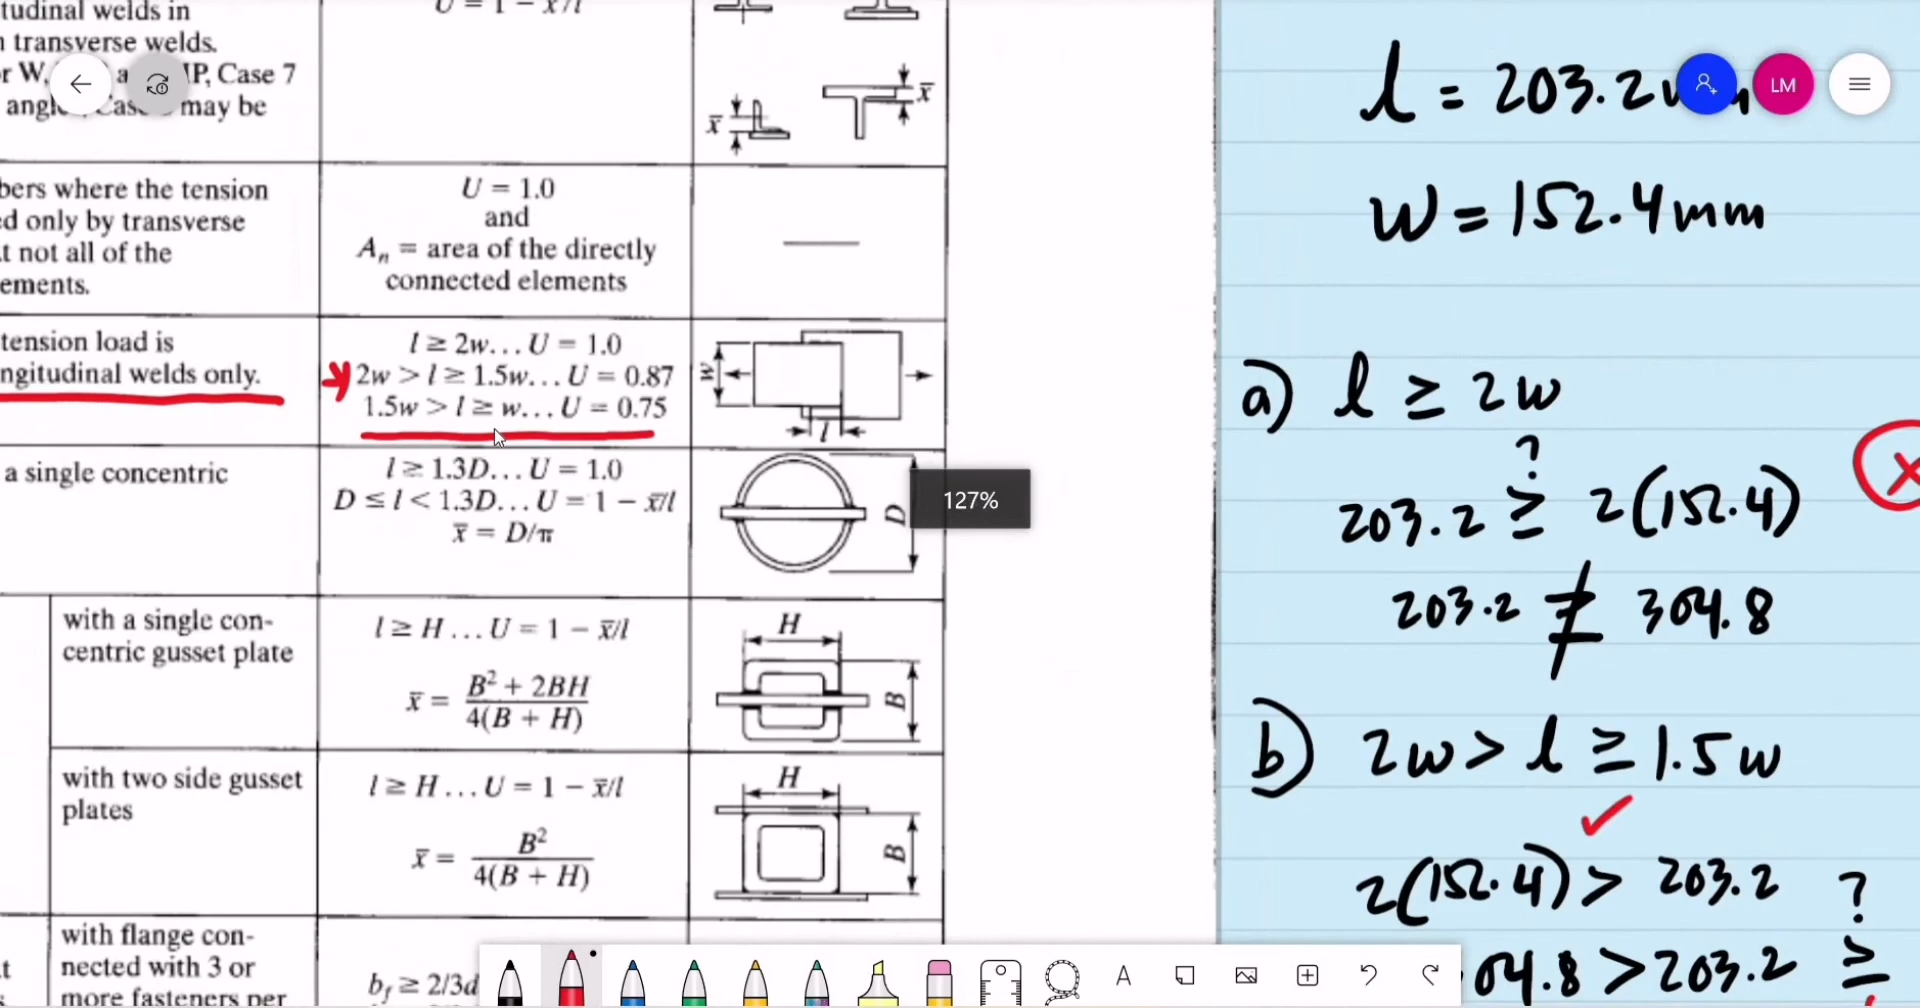 tudinal welds in
transverse welds.
r W, IP, Case 7
angl Cas may be
U = 1 − x̄/l
x̄
x̄
bers where the tension
d only by transverse
t not all of the
ements.
U = 1.0
and
Aₙ = area of the directly
connected elements
tension load is
ngitudinal welds only.
l ≥ 2w... U = 1.0
2w > l ≥ 1.5w... U = 0.87
1.5w > l ≥ w... U = 0.75
w
l
a single concentric
l ≥ 1.3D... U = 1.0
D ≤ l < 1.3D... U = 1 − x̄/l
x̄ = D/π
D
127%
with a single con-
centric gusset plate
l ≥ H... U = 1 − x̄/l
x̄ = B² + 2BH
4(B + H)
H
B
with two side gusset
plates
l ≥ H... U = 1 − x̄/l
x̄ = B²
4(B + H)
H
B
with flange con-
nected with 3 or
more fasteners per
t
b_f ≥ 2/3d
A
l = 203.2
LM
w = 152.4mm
a) l ≥ 2w
?
203.2 ≥ 2(152.4)
203.2 ≱ 304.8
b) 2w > l ≥ 1.5w
✓
2(152.4) > 203.2 ?
04.8 > 203.2 ≥